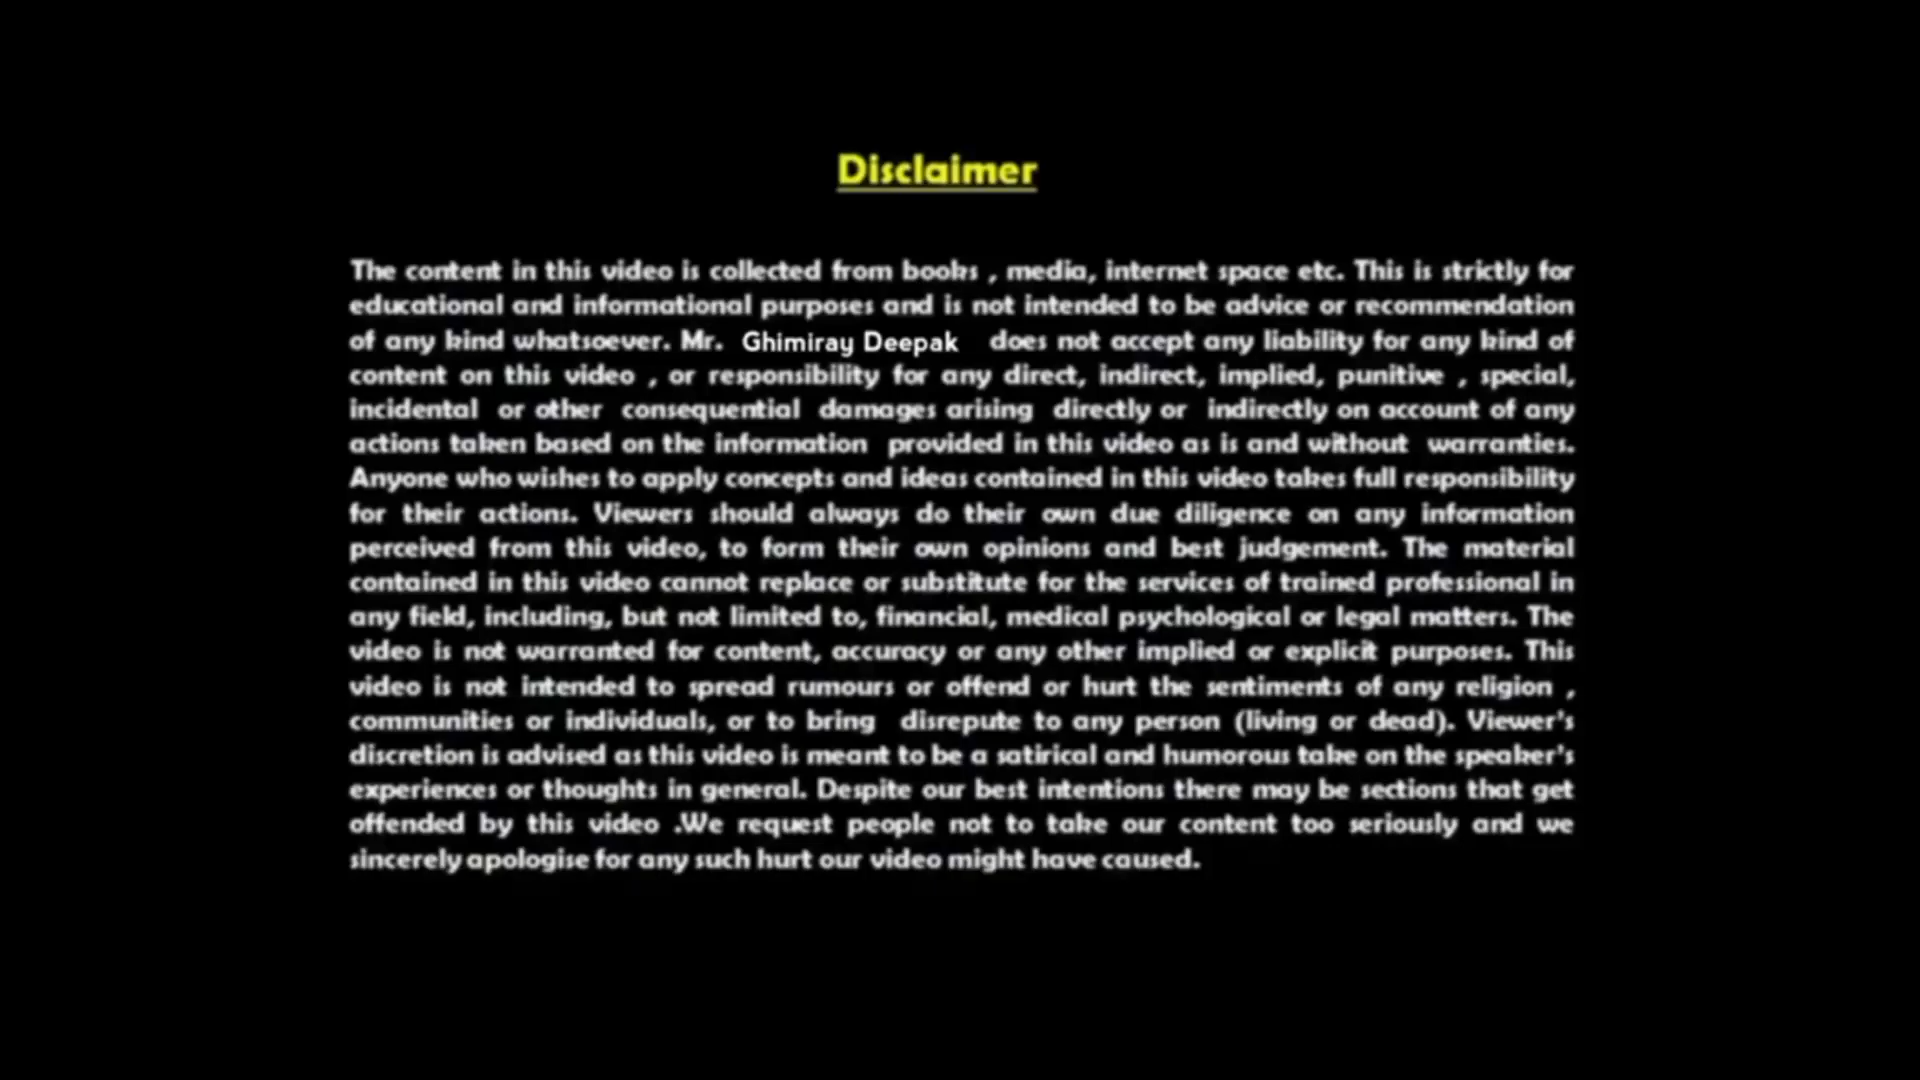 Disclaimer
The content in this video is collected from books , media, internet space etc. This is strictly for
educational and informational purposes and is not intended to be advice or recommendation
of any kind whatsoever. Mr. Ghimiray Deepak does not accept any liability for any kind of
content on this video , or responsibility for any direct, indirect, implied, punitive , special,
incidental or other consequential damages arising directly or indirectly on account of any
actions taken based on the information provided in this video as is and without warranties.
Anyone who wishes to apply concepts and ideas contained in this video takes full responsibility
for their actions. Viewers should always do their own due diligence on any information
perceived from this video, to form their own opinions and best judgement. The material
contained in this video cannot replace or substitute for the services of trained professional in
any field, including, but not limited to, financial, medical psychological or legal matters. The
video is not warranted for content, accuracy or any other implied or explicit purposes. This
video is not intended to spread rumours or offend or hurt the sentiments of any religion ,
communities or individuals, or to bring disrepute to any person (living or dead). Viewer's
discretion is advised as this video is meant to be a satirical and humorous take on the speaker's
experiences or thoughts in general. Despite our best intentions there may be sections that get
offended by this video .We request people not to take our content too seriously and we
sincerely apologise for any such hurt our video might have caused.